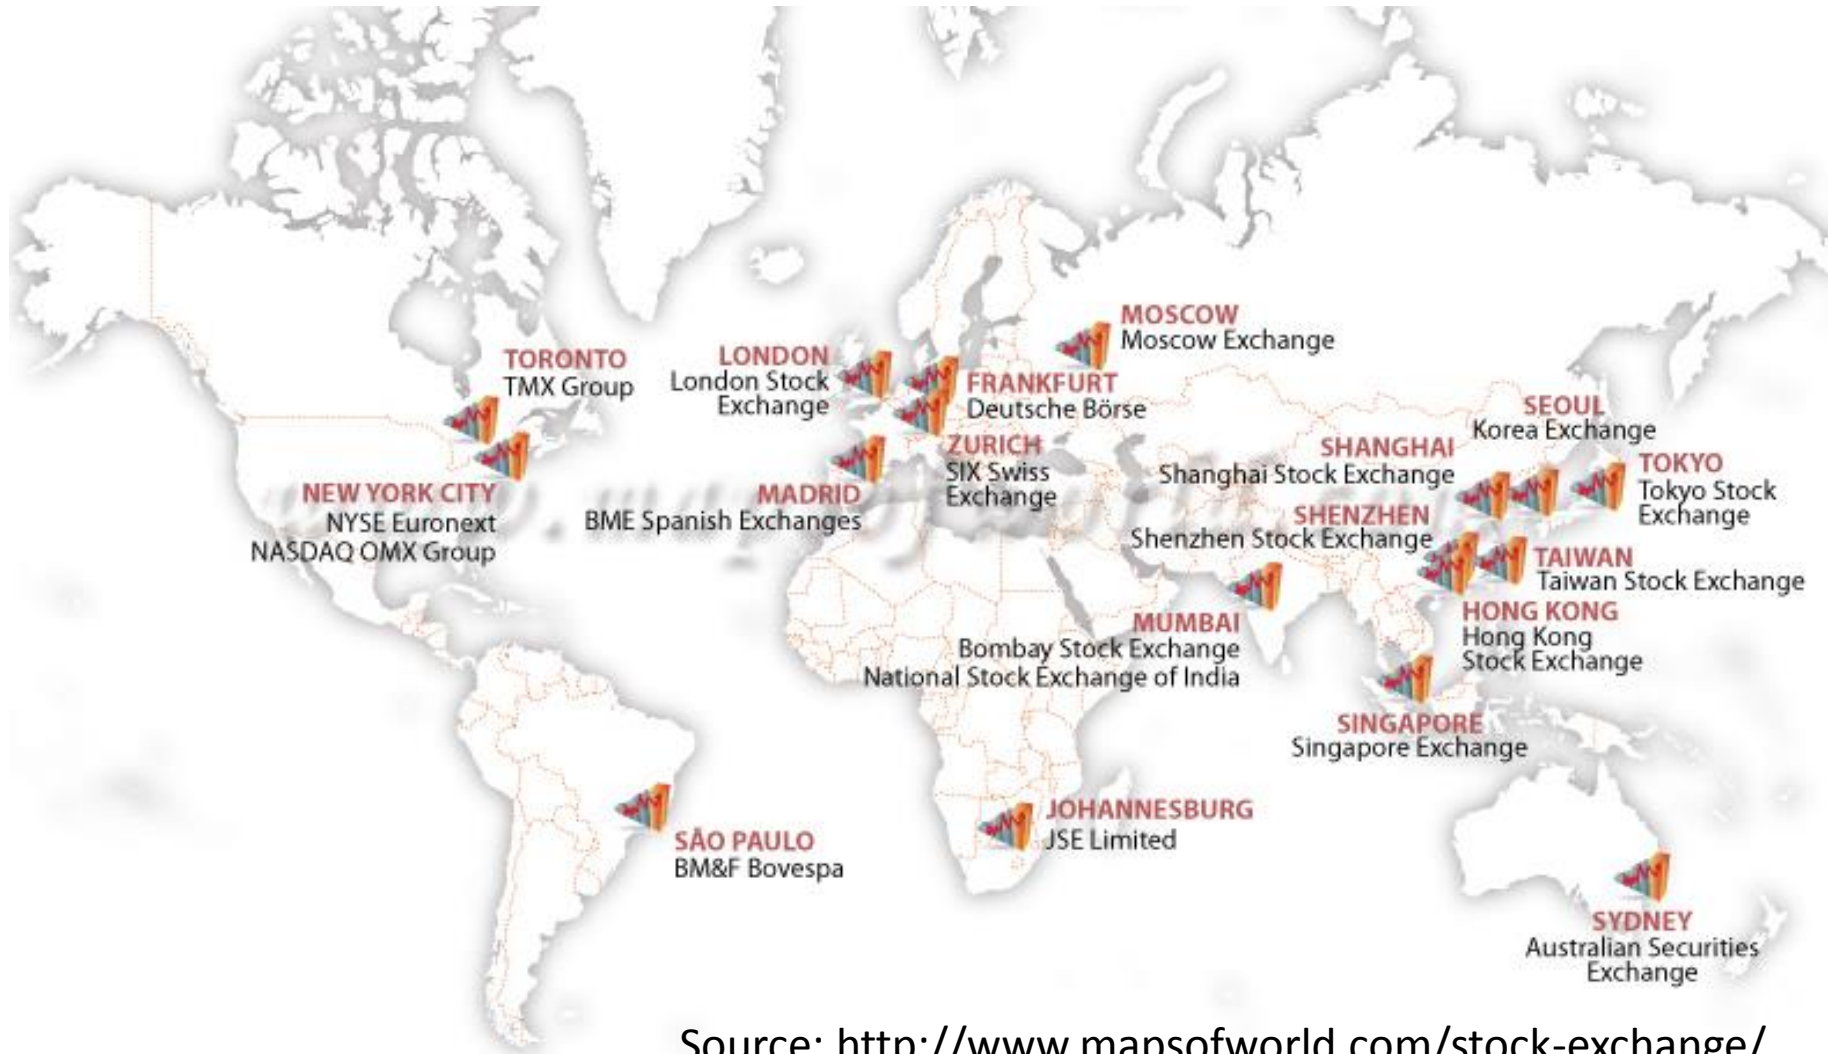 MOSCOW
Moscow Exchange
TORONTO
TMX Group
LONDON
London Stock
Exchange
FRANKFURT
Deutsche Börse
SEOUL
Korea Exchange
ZURICH
SIX Swiss
Exchange
SHANGHAI
Shanghai Stock Exchange
TOKYO
Tokyo Stock
Exchange
NEW YORK CITY
NYSE Euronext
NASDAQ OMX Group
MADRID
BME Spanish Exchanges
SHENZHEN
Shenzhen Stock Exchange
TAIWAN
Taiwan Stock Exchange
MUMBAI
Bombay Stock Exchange
National Stock Exchange of India
HONG KONG
Hong Kong
Stock Exchange
SINGAPORE
Singapore Exchange
JOHANNESBURG
JSE Limited
SÃO PAULO
BM&F Bovespa
SYDNEY
Australian Securities
Exchange
Source: http://www.mapsofworld.com/stock-exchange/